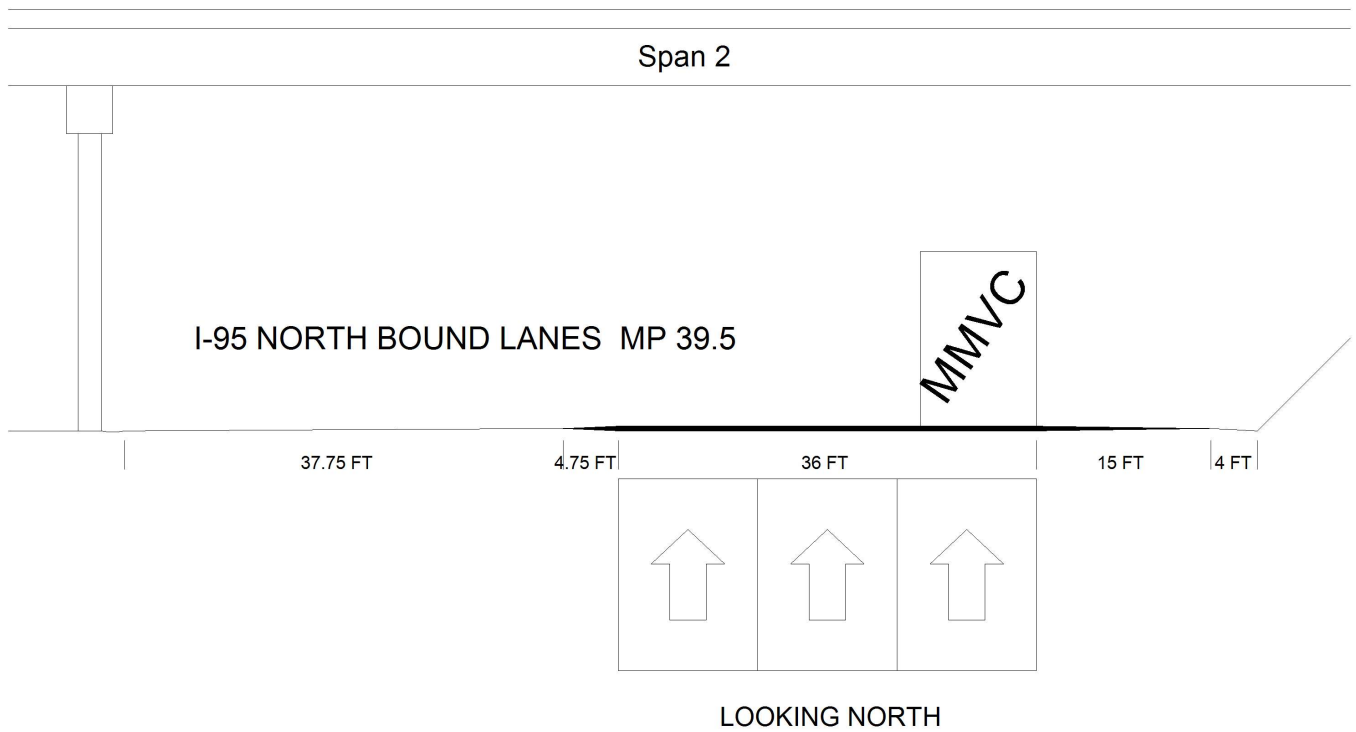 Span 2
MMVC
I-95 NORTH BOUND LANES MP 39.5
37.75 FT
4.75 FT
36 FT
15 FT
4 FT
LOOKING NORTH